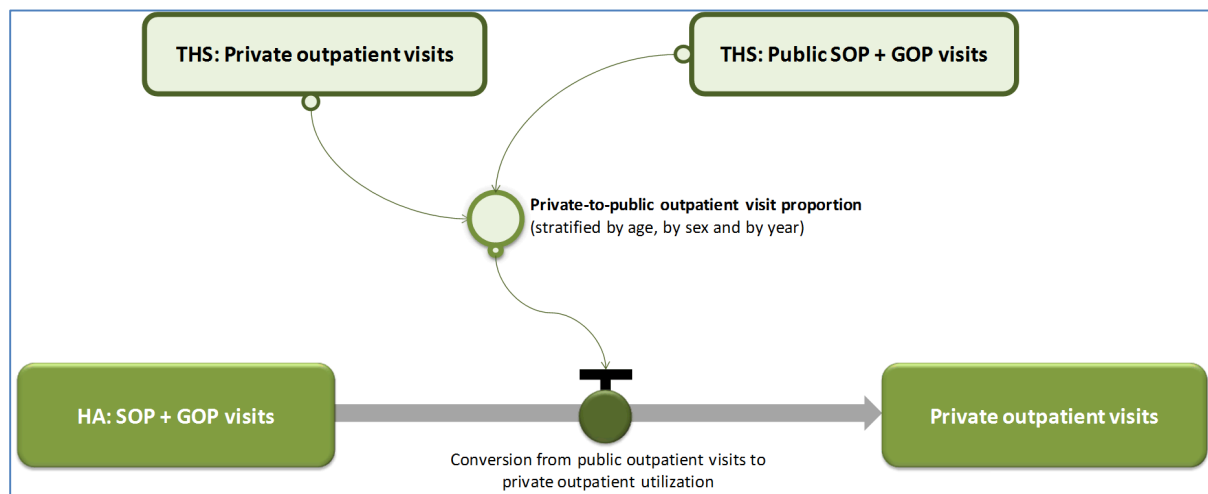 THS: Private outpatient visits
THS: Public SOP + GOP visits
Private-to-public outpatient visit proportion
(stratified by age, by sex and by year)
HA: SOP + GOP visits
Private outpatient visits
Conversion from public outpatient visits to
private outpatient utilization